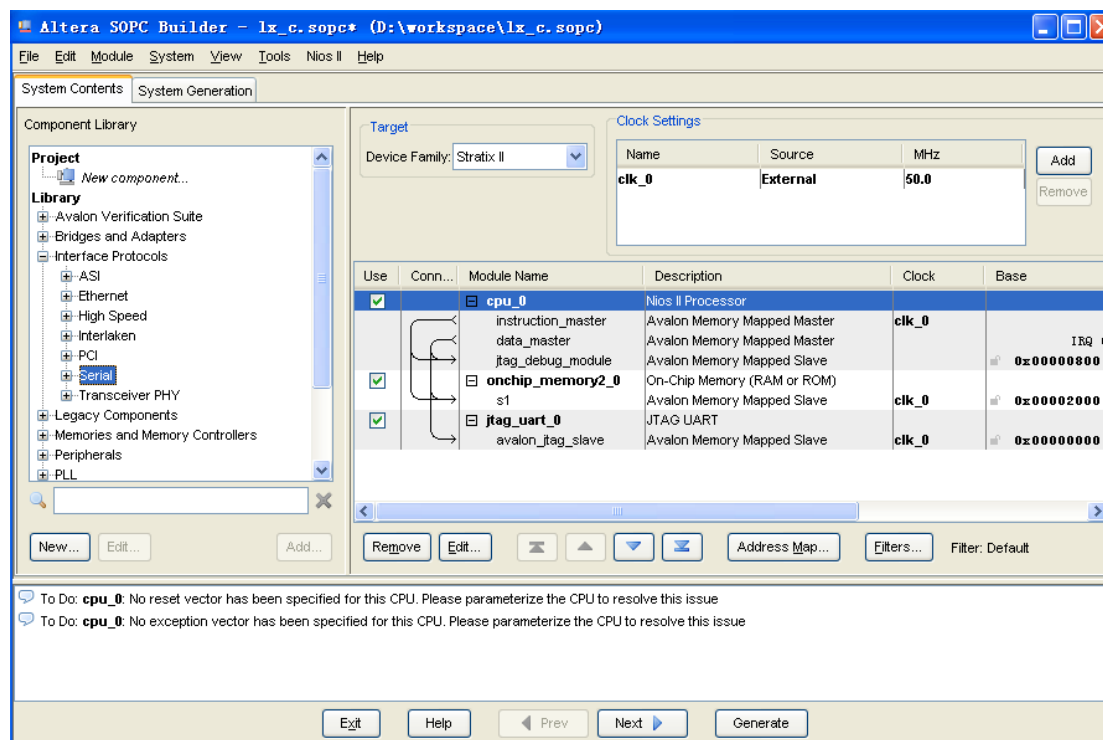 Altera SOPC Builder - lx_c.sopc* (D:\workspace\lx_c.sopc)
File Edit Module System View Tools Nios II Help
System Contents System Generation
Component Library
Project
New component...
Library
Avalon Verification Suite
Bridges and Adapters
Interface Protocols
ASI
Ethernet
High Speed
Interlaken
PCI
Serial
Transceiver PHY
Legacy Components
Memories and Memory Controllers
Peripherals
PLL
New... Edit... Add...
Target
Device Family: Stratix II
Clock Settings
Name Source MHz
clk_0 External 50.0
Add
Remove
Use Conn... Module Name Description Clock Base
cpu_0 Nios II Processor
instruction_master Avalon Memory Mapped Master clk_0
data_master Avalon Memory Mapped Master IRQ
jtag_debug_module Avalon Memory Mapped Slave 0x00000800
onchip_memory2_0 On-Chip Memory (RAM or ROM)
s1 Avalon Memory Mapped Slave clk_0 0x00002000
jtag_uart_0 JTAG UART
avalon_jtag_slave Avalon Memory Mapped Slave clk_0 0x00000000
Remove Edit... Address Map... Filters... Filter: Default
To Do: cpu_0: No reset vector has been specified for this CPU. Please parameterize the CPU to resolve this issue
To Do: cpu_0: No exception vector has been specified for this CPU. Please parameterize the CPU to resolve this issue
Exit Help Prev Next Generate